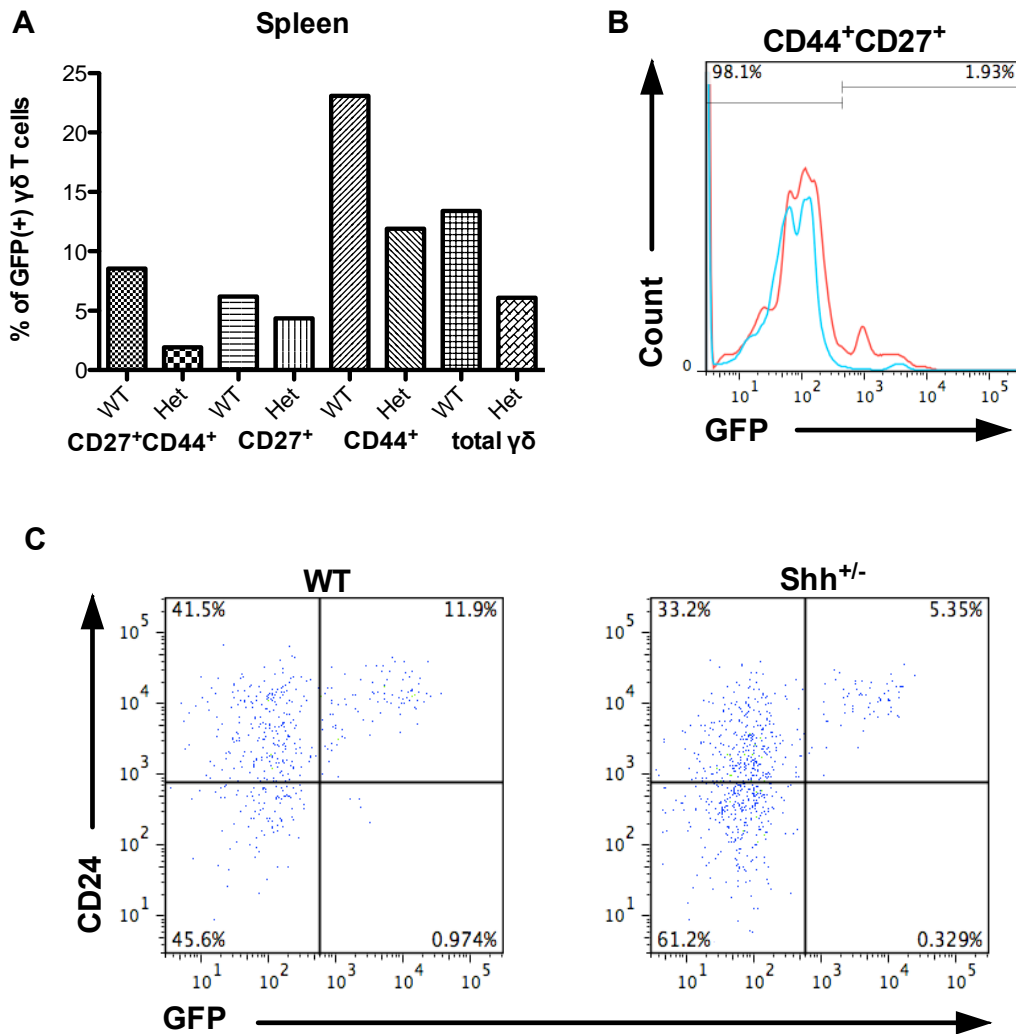 A
Spleen
% of GFP(+) γδ T cells
25
20
15
10
5
0
WT Het WT Het WT Het WT Het
CD27⁺CD44⁺ CD27⁺ CD44⁺ total γδ
B
CD44⁺CD27⁺
98.1% 1.93%
Count
0
10¹ 10² 10³ 10⁴ 10⁵
GFP
C
WT
41.5% 11.9%
10⁵
10⁴
10³
10²
10¹
45.6% 0.974%
10¹ 10² 10³ 10⁴ 10⁵
CD24
Shh⁺/⁻
33.2% 5.35%
10⁵
10⁴
10³
10²
10¹
61.2% 0.329%
10¹ 10² 10³ 10⁴ 10⁵
GFP